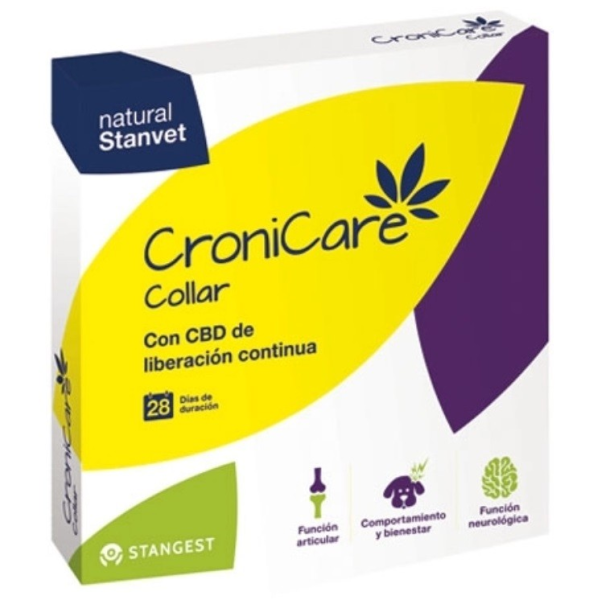 CroniCare
Collar
natural
Stanvet
CroniCare
Collar
Con CBD de
liberación continua
28 Días de
duración
CroniCare
Collar
STANGEST
Función
articular
Comportamiento
y bienestar
Función
neurológica